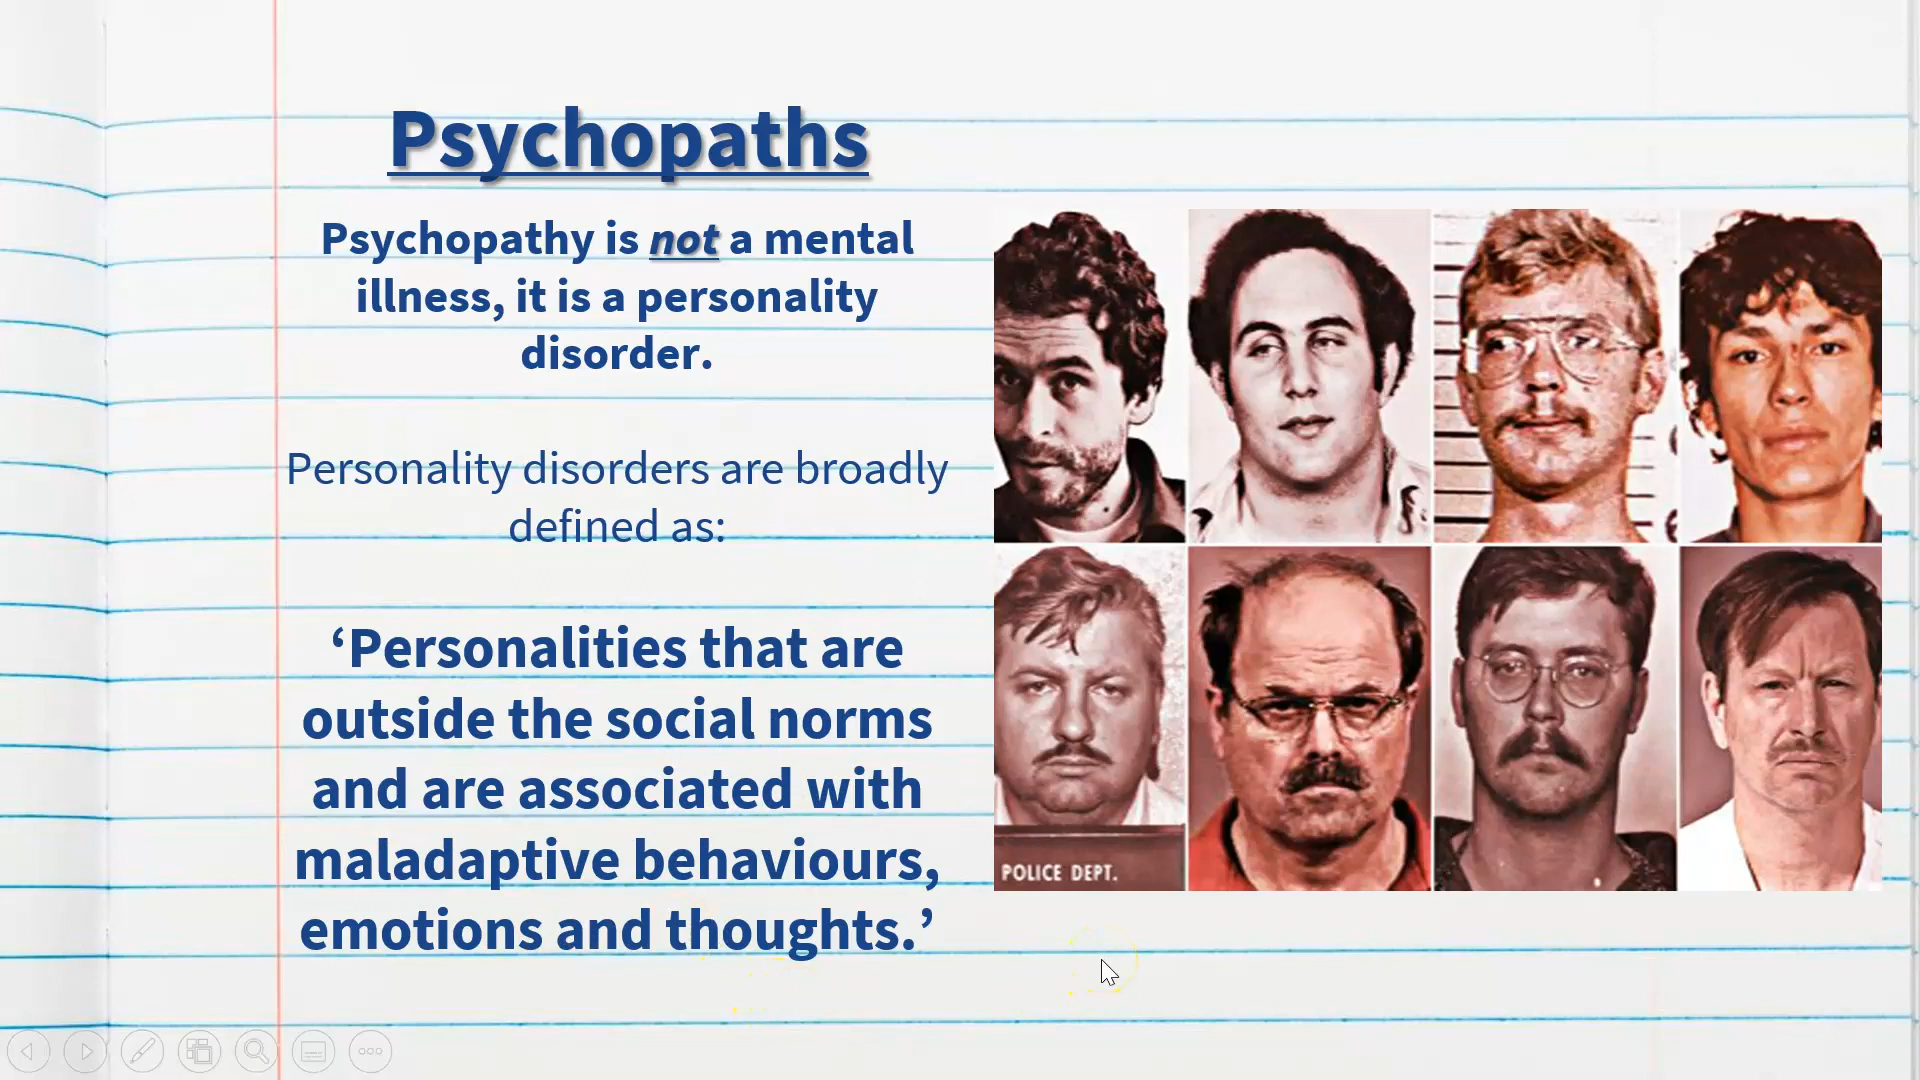 Psychopaths
Psychopathy is not a mental
illness, it is a personality
disorder.
Personality disorders are broadly
defined as:
‘Personalities that are
outside the social norms
and are associated with
maladaptive behaviours,
emotions and thoughts.’
POLICE DEPT.